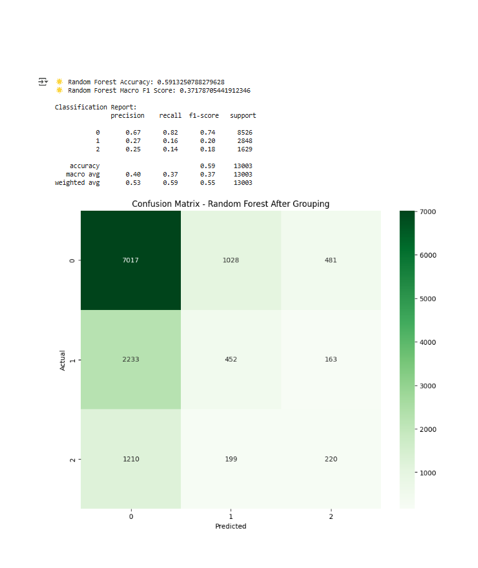 🌟 Random Forest Accuracy: 0.5913250788279628
🌟 Random Forest Macro F1 Score: 0.37178705441912346
Classification Report:
precision recall f1-score support
0 0.67 0.82 0.74 8526
1 0.27 0.16 0.20 2848
2 0.25 0.14 0.18 1629
accuracy 0.59 13003
macro avg 0.40 0.37 0.37 13003
weighted avg 0.53 0.59 0.55 13003
Confusion Matrix - Random Forest After Grouping
7000
0 7017 1028 481
6000
5000
Actual
1 2233 452 163
4000
3000
2 1210 199 220
2000
1000
0 1 2
Predicted